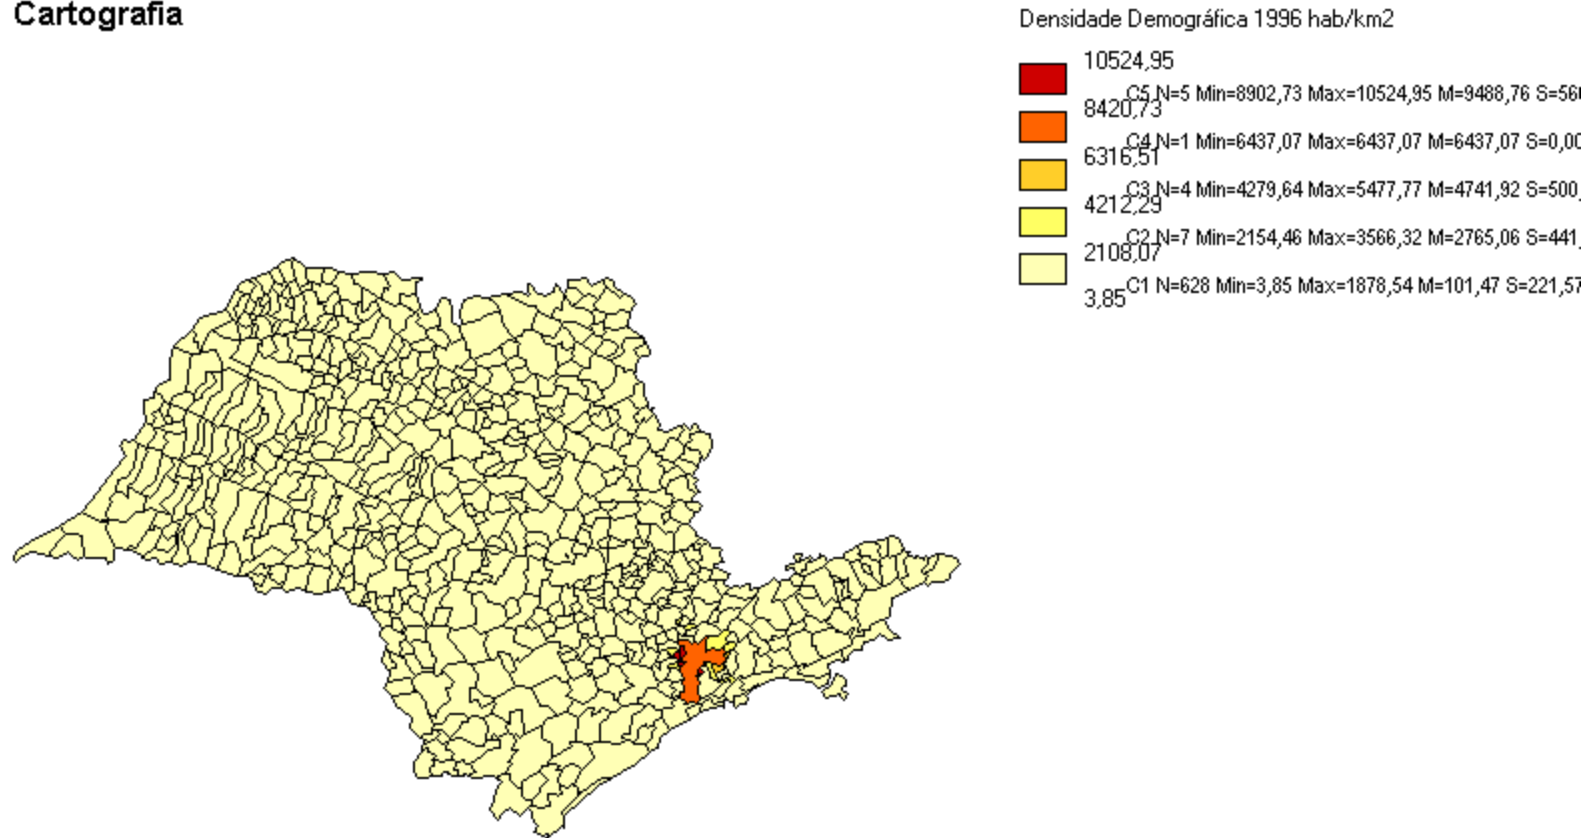 Cartografia
Densidade Demográfica 1996 hab/km2
10524,95
C5 N=5 Min=8902,73 Max=10524,95 M=9488,76 S=56
8420,73
C4 N=1 Min=6437,07 Max=6437,07 M=6437,07 S=0,00
6316,51
C3 N=4 Min=4279,64 Max=5477,77 M=4741,92 S=500,
4212,29
C2 N=7 Min=2154,46 Max=3566,32 M=2765,06 S=441,
2108,07
C1 N=628 Min=3,85 Max=1878,54 M=101,47 S=221,57
3,85